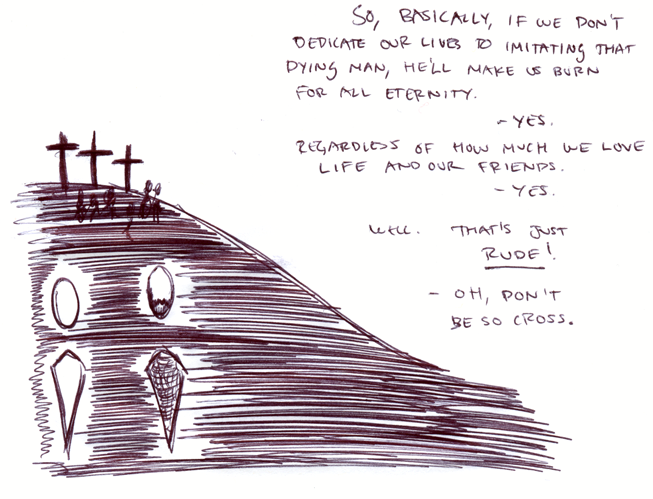 SO, BASICALLY, IF WE DON'T
DEDICATE OUR LIVES TO IMITATING THAT
DYING MAN, HE'LL MAKE US BURN
FOR ALL ETERNITY.
- YES.
REGARDLESS OF HOW MUCH WE LOVE
LIFE AND OUR FRIENDS.
- YES.
WELL. THAT'S JUST
RUDE!
- OH, DON'T
BE SO CROSS.